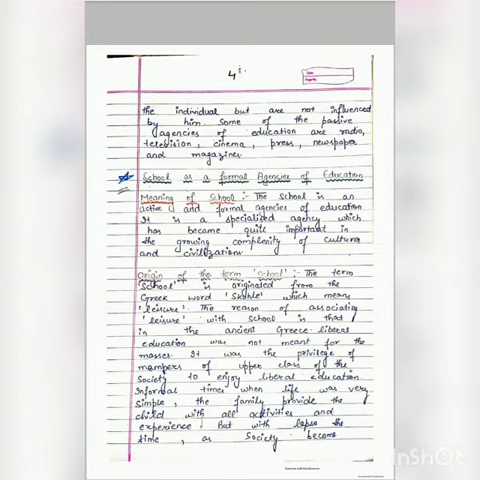 4
the individual but are not influenced
by him some of the passive
agencies of education are radio,
television, cinema, press, newspaper
and magazines.
School as a formal Agencies of Education
Meaning of School :- The School is an
active and formal agencies of education
It is a specialized agency which
has became quite important in
the growing complenity of culture
and civilization
Origin of the term 'School' :- The term
'School' is originated from the
Greek word 'Skohle' which means
'leisure'. The reason of associating
'leisure' with School is that
in the ancient Greece liberal
education was not meant for the
masses. It was the privilege of
members of upper class of the
Society to enjoy liberal education
Informal times when life was very
Simple, the family provide the
child with all activities and
experience. But with lapse the
time, as Society become
InShOt